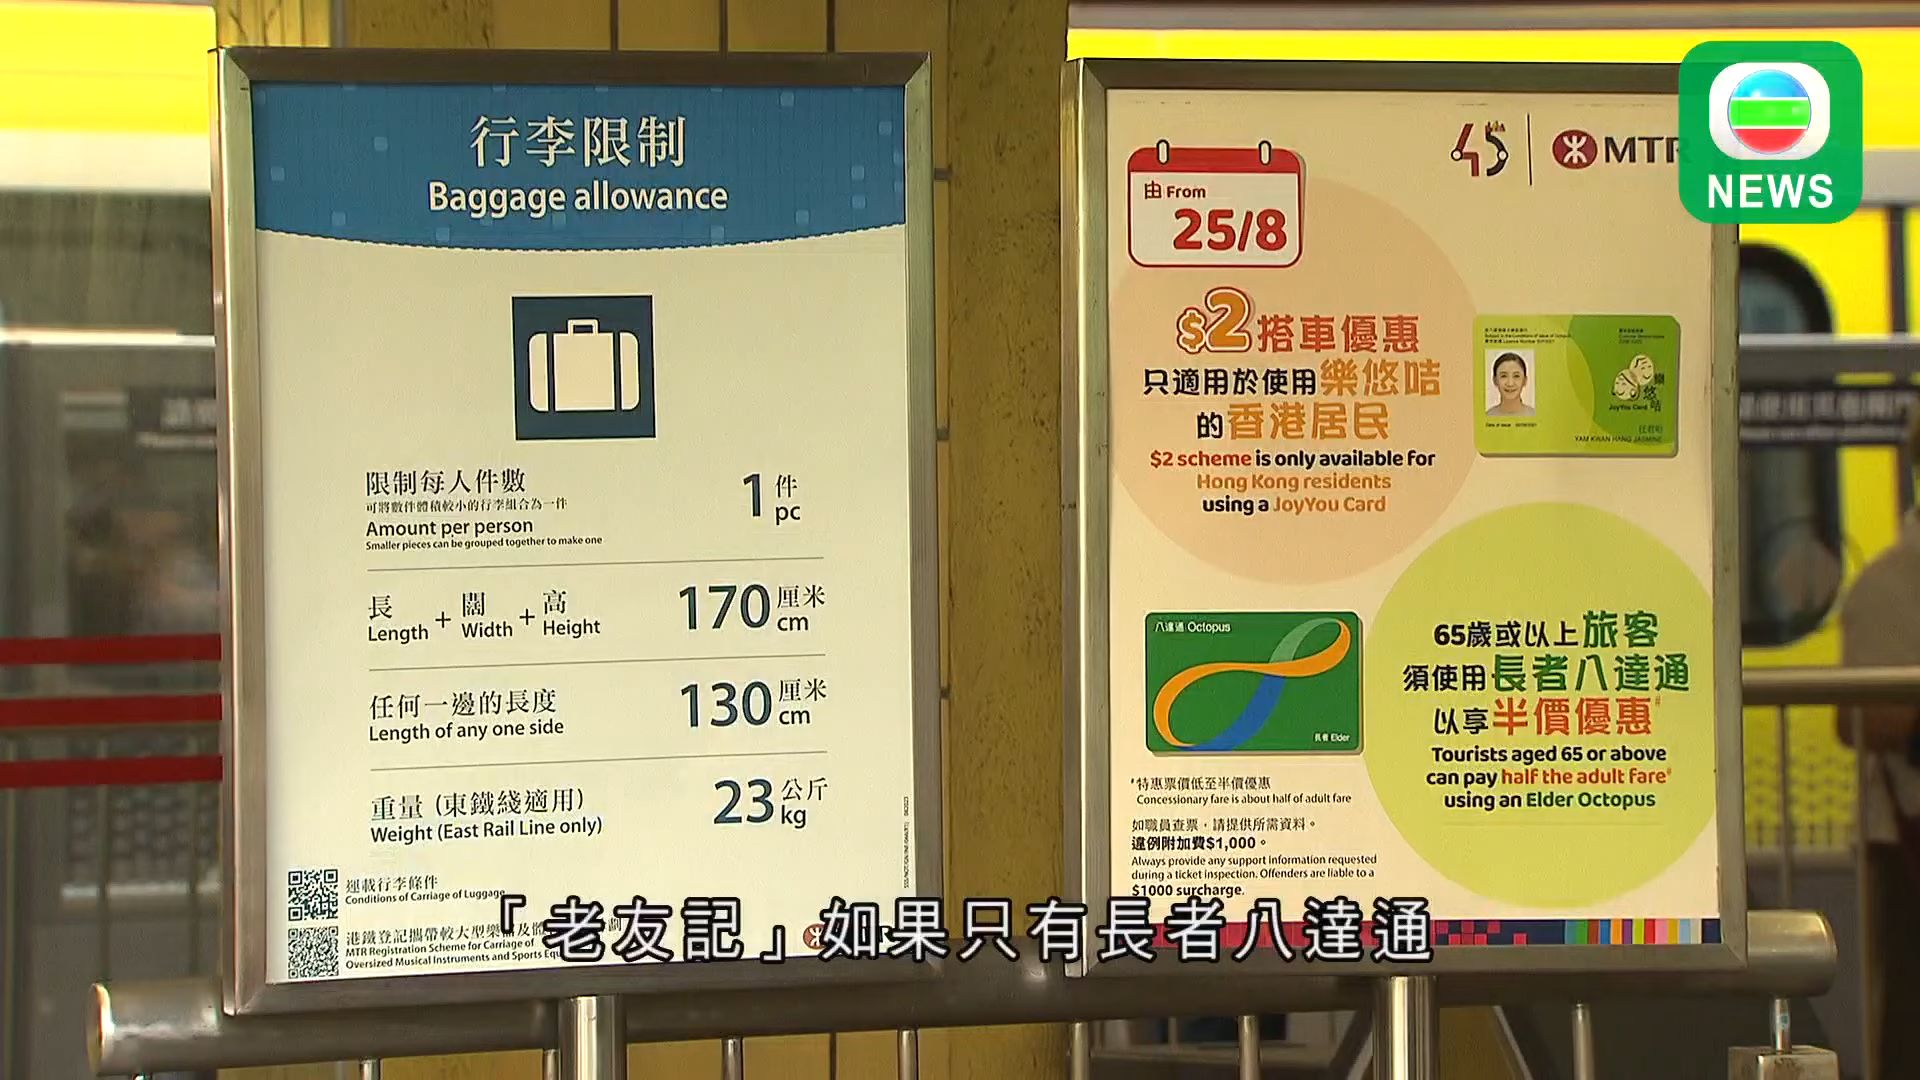 行李限制
Baggage allowance
限制每人件數
可將數件體積較小的行李組合為一件
Amount per person
Smaller pieces can be grouped together to make one
1 件
pc
長 + 闊 + 高
Length Width Height
170 厘米
cm
任何一邊的長度
Length of any one side
130 厘米
cm
重量 (東鐵綫適用)
Weight (East Rail Line only)
23 公斤
kg
運載行李條件
Conditions of Carriage of Luggage
港鐵登記攜帶較大型樂器及體
MTR Registration Scheme for Carriage of
Oversized Musical Instruments and Sports
45
MTR
由 From
25/8
$2搭車優惠
只適用於使用樂悠咭
的香港居民
$2 scheme is only available for
Hong Kong residents
using a JoyYou Card
樂悠咭
JoyYou Card
YAM KWAN HANG JASMINE
八達通 Octopus
長者 Elder
65歲或以上旅客
須使用長者八達通
以享半價優惠#
Tourists aged 65 or above
can pay half the adult fare#
using an Elder Octopus
#特惠票價低至半價優惠
Concessionary fare is about half of adult fare
如職員查票，請提供所需資料。
違例附加費$1,000。
Always provide any support information requested
during a ticket inspection. Offenders are liable to a
$1000 surcharge.
NEWS
「老友記」如果只有長者八達通